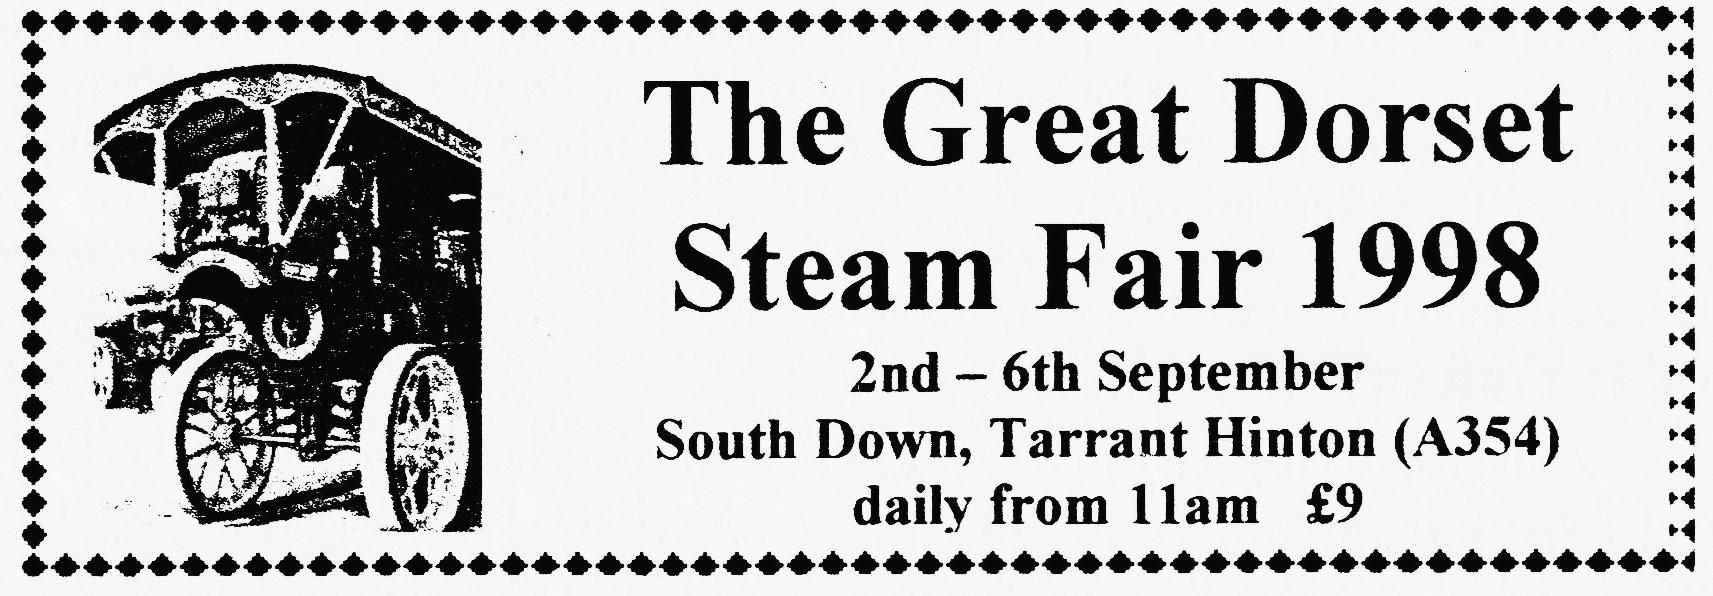 The Great Dorset
Steam Fair 1998
2nd – 6th September
South Down, Tarrant Hinton (A354)
daily from 11am £9